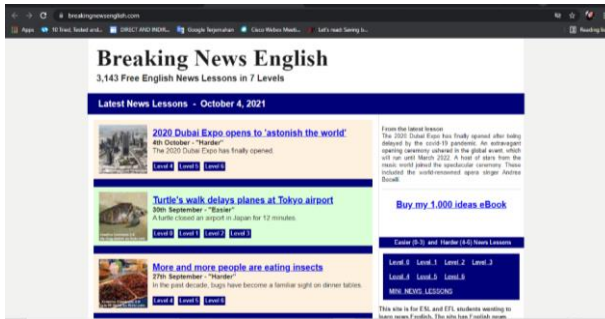 breakingnewsenglish.com
Apps
10 Tried, Tested and...
DIRECT AND INDIR...
Google Terjemahan
Cisco Webex Meeti...
Let's react Saving b...
Breaking News English
3,143 Free English News Lessons in 7 Levels
Latest News Lessons - October 4, 2021
2020 Dubai Expo opens to 'astonish the world'
4th October - "Harder"
The 2020 Dubai Expo has finally opened.
Level 4 Level 5 Level 6
Turtle's walk delays planes at Tokyo airport
30th September - "Easier"
A turtle closed an airport in Japan for 12 minutes.
Level 0 Level 1 Level 2 Level 3
More and more people are eating insects
27th September - "Harder"
In the past decade, bugs have become a familiar sight on dinner tables.
Level 4 Level 5 Level 6
From the latest lesson
The 2020 Dubai Expo has finally opened after being
delayed by the covid-19 pandemic. An extravagant
opening ceremony ushered in the global event, which
will run until March 2022. A host of stars from the
music world joined the spectacular ceremony. These
included the world-renowned opera singer Andrea
Bocelli.
Buy my 1,000 ideas eBook
Easier (0-3) and Harder (4-6) News Lessons
Level 0 Level 1 Level 2 Level 3
Level 4 Level 5 Level 6
MINI NEWS LESSONS
This site is for ESL and EFL students wanting to
learn news English. The site has English news